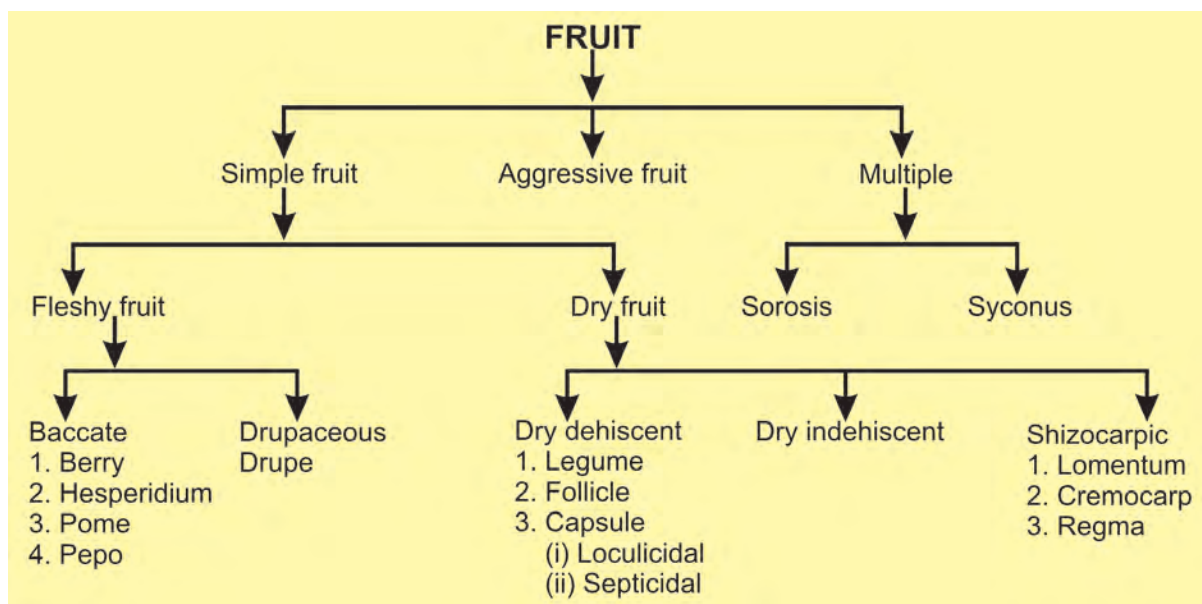 FRUIT
Simple fruit
Aggressive fruit
Multiple
Fleshy fruit
Dry fruit
Sorosis
Syconus
Baccate
1. Berry
2. Hesperidium
3. Pome
4. Pepo
Drupaceous
Drupe
Dry dehiscent
1. Legume
2. Follicle
3. Capsule
(i) Loculicidal
(ii) Septicidal
Dry indehiscent
Shizocarpic
1. Lomentum
2. Cremocarp
3. Regma